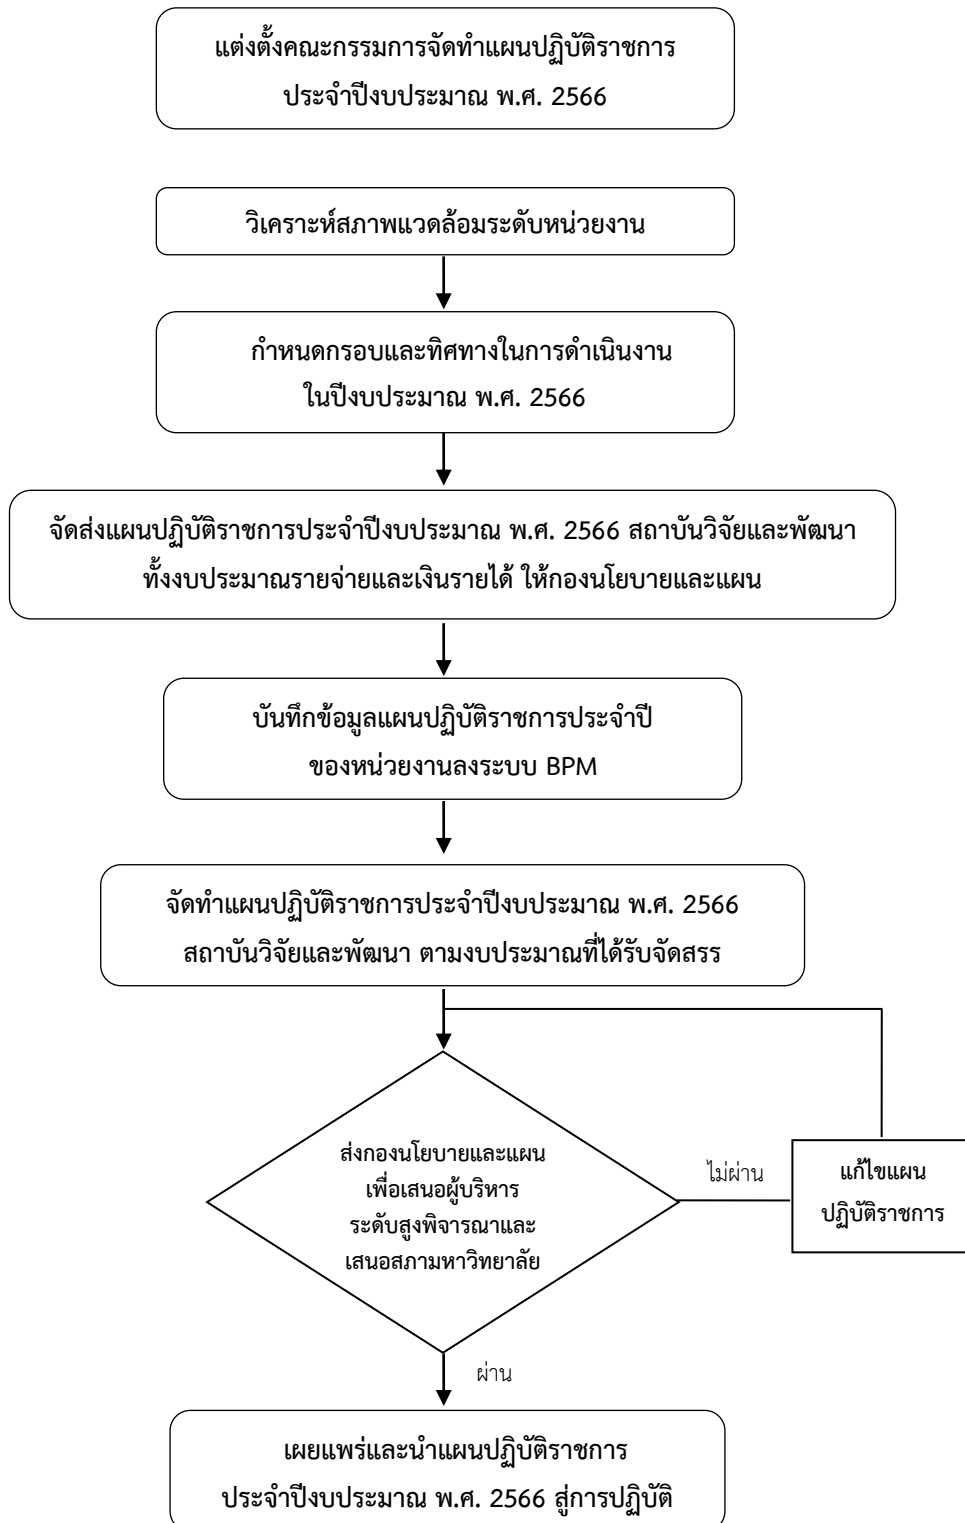 แต่งตั้งคณะกรรมการจัดทำแผนปฏิบัติราชการ
ประจำปีงบประมาณ พ.ศ. 2566
วิเคราะห์สภาพแวดล้อมระดับหน่วยงาน
กำหนดกรอบและทิศทางในการดำเนินงาน
ในปีงบประมาณ พ.ศ. 2566
จัดส่งแผนปฏิบัติราชการประจำปีงบประมาณ พ.ศ. 2566 สถาบันวิจัยและพัฒนา
ทั้งงบประมาณรายจ่ายและเงินรายได้ ให้กองนโยบายและแผน
บันทึกข้อมูลแผนปฏิบัติราชการประจำปี
ของหน่วยงานลงระบบ BPM
จัดทำแผนปฏิบัติราชการประจำปีงบประมาณ พ.ศ. 2566
สถาบันวิจัยและพัฒนา ตามงบประมาณที่ได้รับจัดสรร
ส่งกองนโยบายและแผน
เพื่อเสนอผู้บริหาร
ระดับสูงพิจารณาและ
เสนอสภามหาวิทยาลัย
ไม่ผ่าน
แก้ไขแผน
ปฏิบัติราชการ
ผ่าน
เผยแพร่และนำแผนปฏิบัติราชการ
ประจำปีงบประมาณ พ.ศ. 2566 สู่การปฏิบัติ